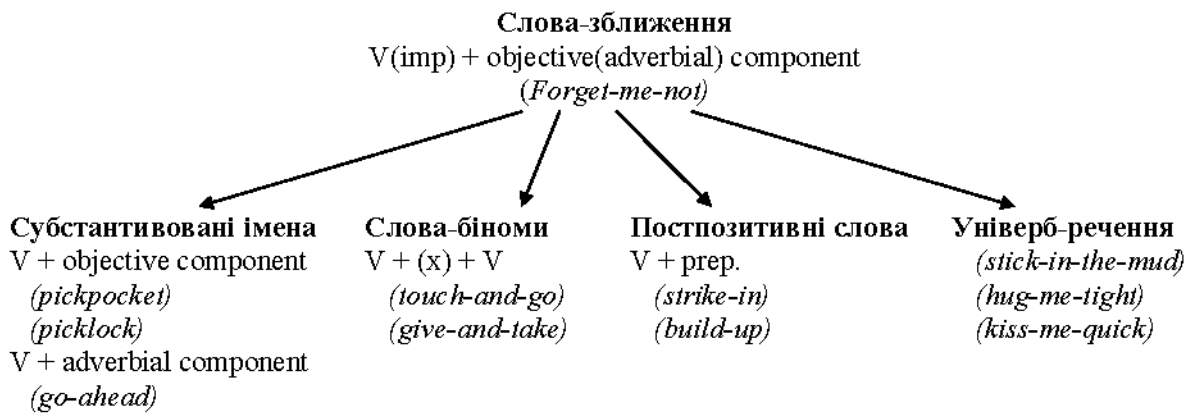 Слова-зближення
V(imp) + objective(adverbial) component
(Forget-me-not)
Субстантивовані імена
V + objective component
(pickpocket)
(picklock)
V + adverbial component
(go-ahead)
Слова-біноми
V + (x) + V
(touch-and-go)
(give-and-take)
Постпозитивні слова
V + prep.
(strike-in)
(build-up)
Універб-речення
(stick-in-the-mud)
(hug-me-tight)
(kiss-me-quick)